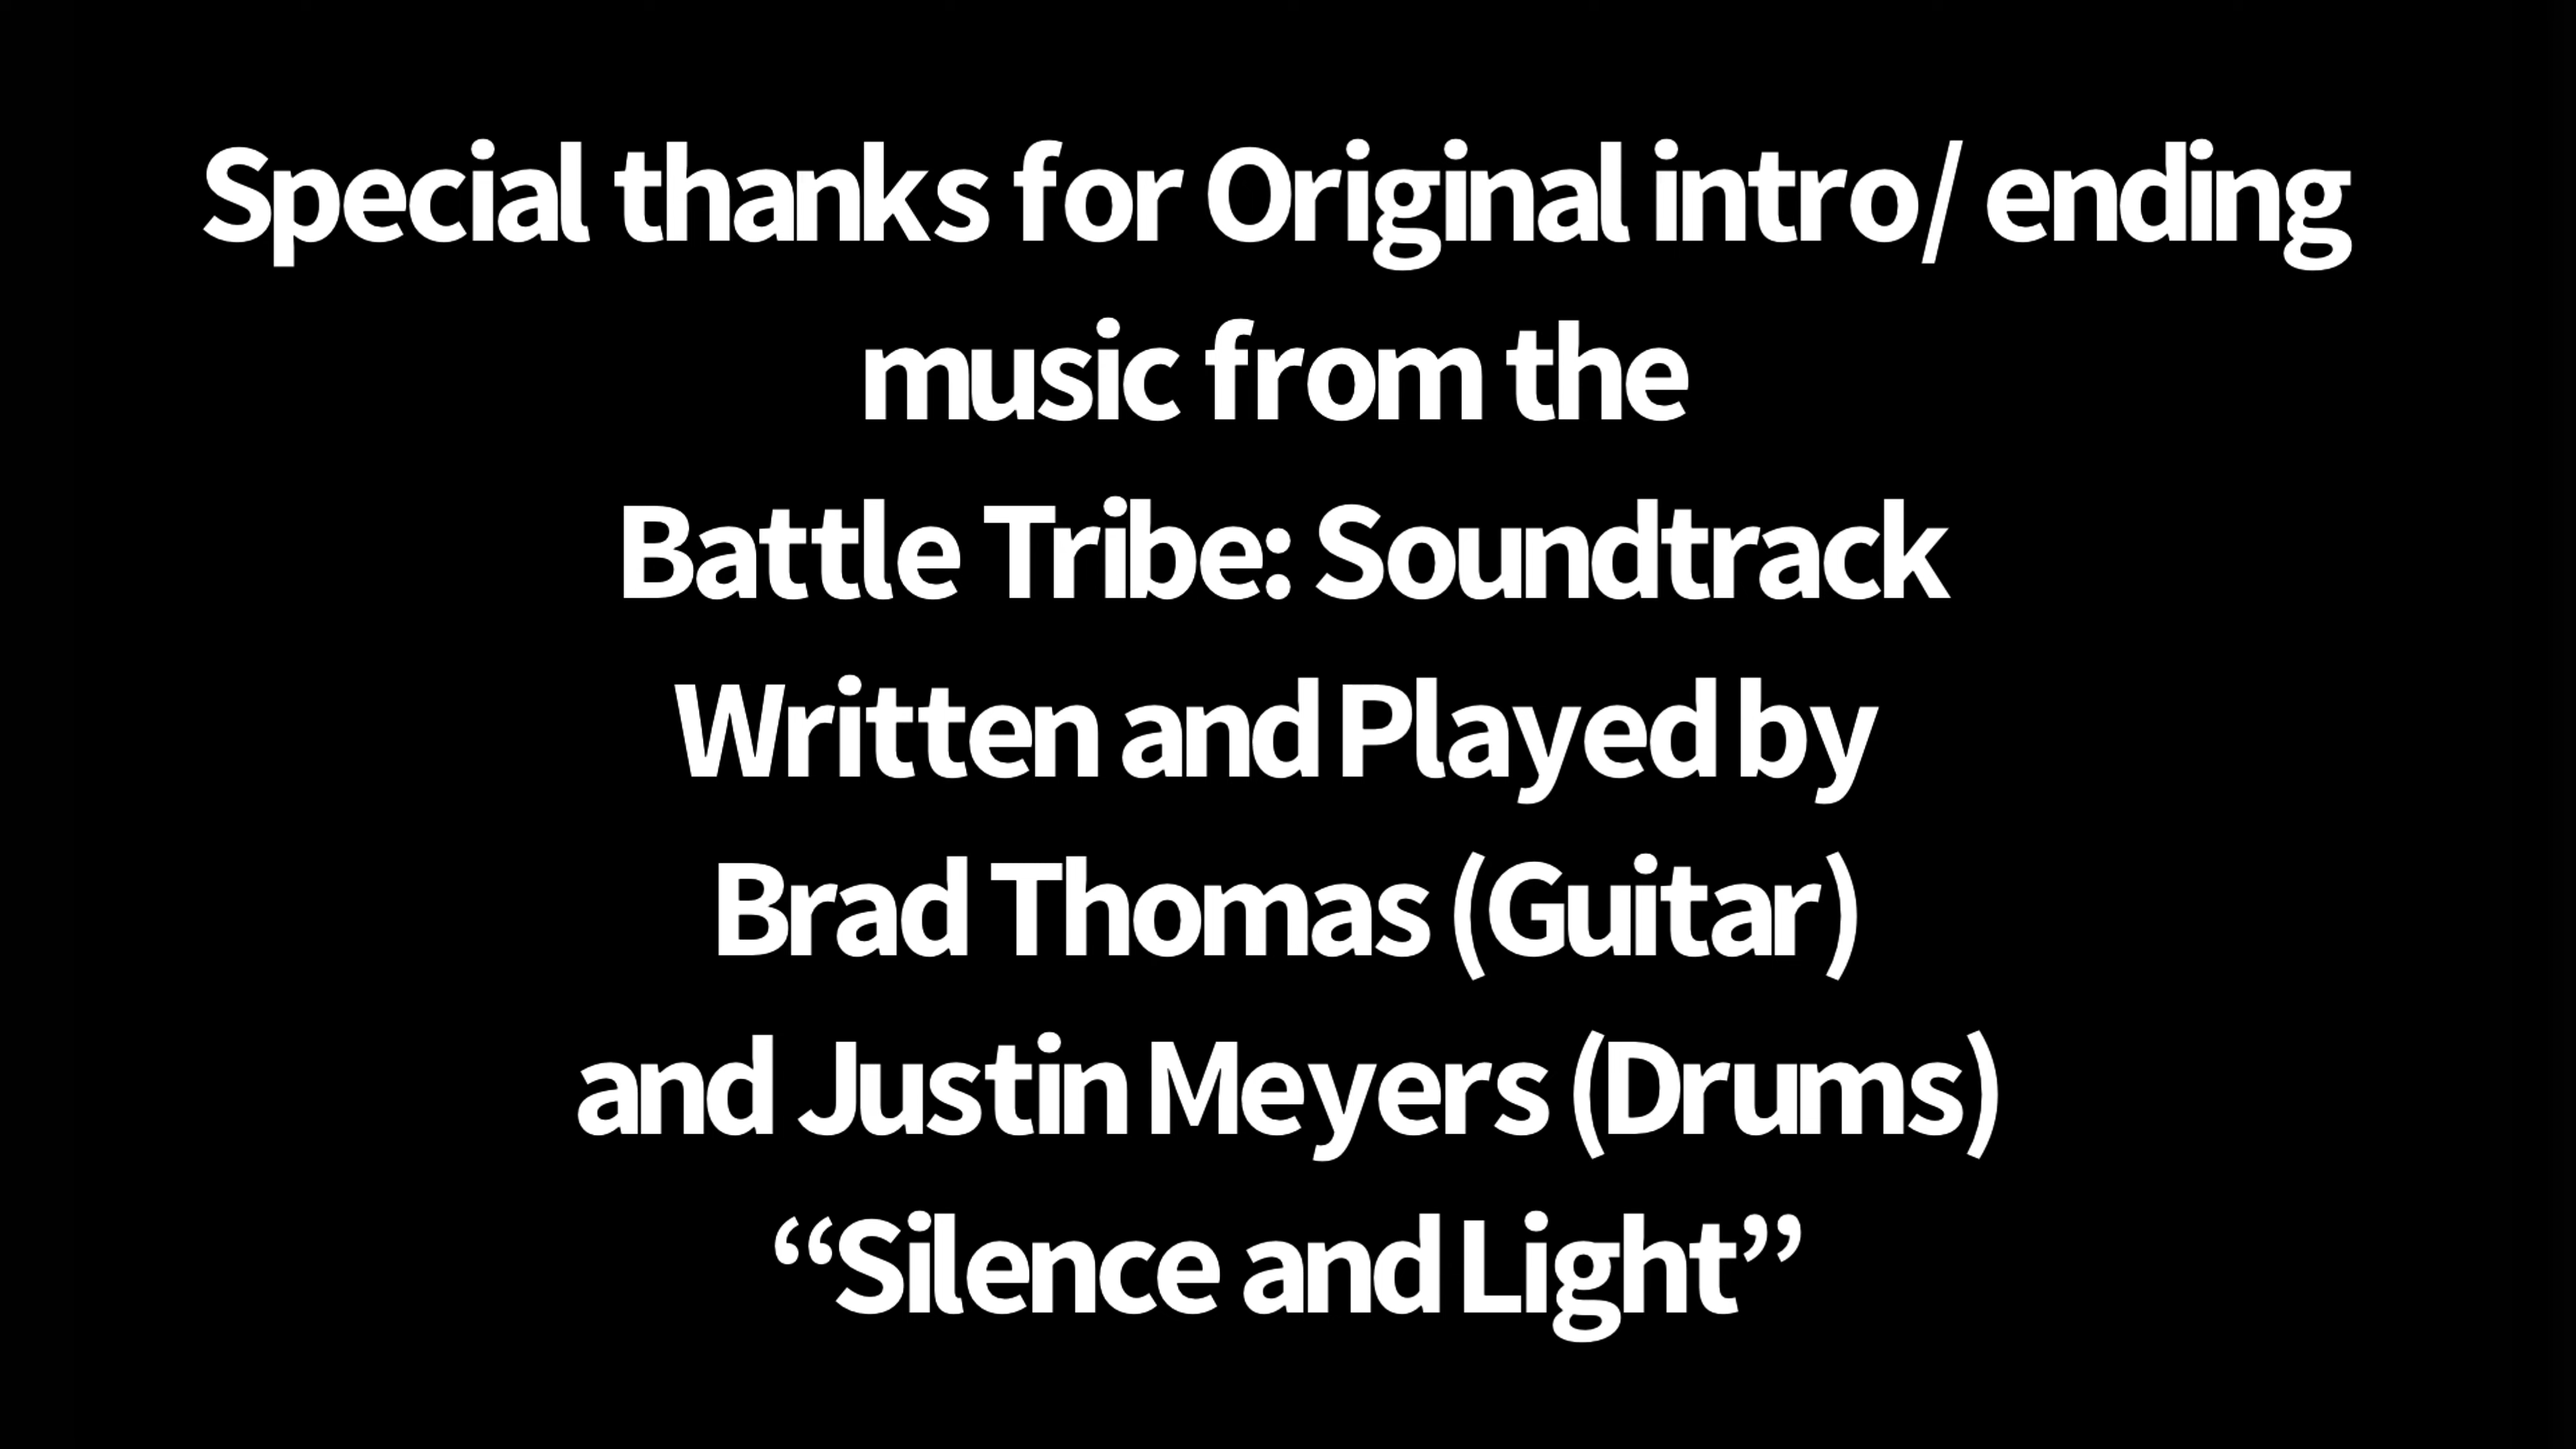 Special thanks for Original intro/ ending
music from the
Battle Tribe: Soundtrack
Written and Played by
Brad Thomas (Guitar)
and Justin Meyers (Drums)
“Silence and Light”